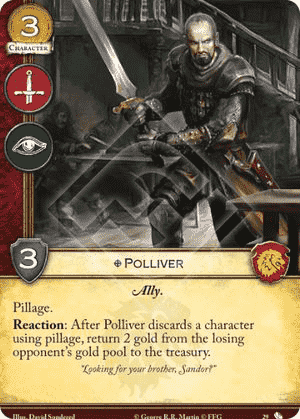 3
CHARACTER
3
POLLIVER
Ally.
Pillage.
Reaction: After Polliver discards a character
using pillage, return 2 gold from the losing
opponent's gold pool to the treasury.
"Looking for your brother, Sandor?"
Illus. David Sondered
© George R.R. Martin © FFG
29